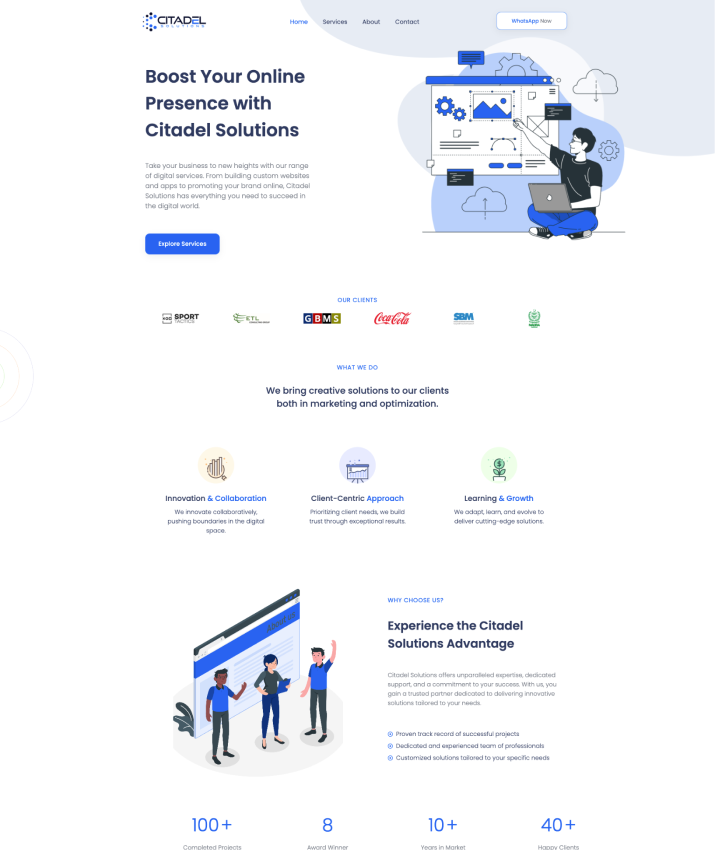 CITADEL
SOLUTIONS
Home Services About Contact
WhatsApp Now
Boost Your Online
Presence with
Citadel Solutions
Take your business to new heights with our range
of digital services. From building custom websites
and apps to promoting your brand online, Citadel
Solutions has everything you need to succeed in
the digital world.
Explore Services
OUR CLIENTS
SPORT
TACTICS
ETL
GBMS
Coca-Cola
SBM
WHAT WE DO
We bring creative solutions to our clients
both in marketing and optimization.
Innovation & Collaboration
We innovate collaboratively,
pushing boundaries in the digital
space.
Client-Centric Approach
Prioritizing client needs, we build
trust through exceptional results.
Learning & Growth
We adapt, learn, and evolve to
deliver cutting-edge solutions.
ABOUT US
WHY CHOOSE US?
Experience the Citadel
Solutions Advantage
Citadel Solutions offers unparalleled expertise, dedicated
support, and a commitment to your success. With us, you
gain a trusted partner dedicated to delivering innovative
solutions tailored to your needs.
Proven track record of successful projects
Dedicated and experienced team of professionals
Customized solutions tailored to your specific needs
100+ 8 10+ 40+
Completed Projects Award Winner Years in Market Happy Clients